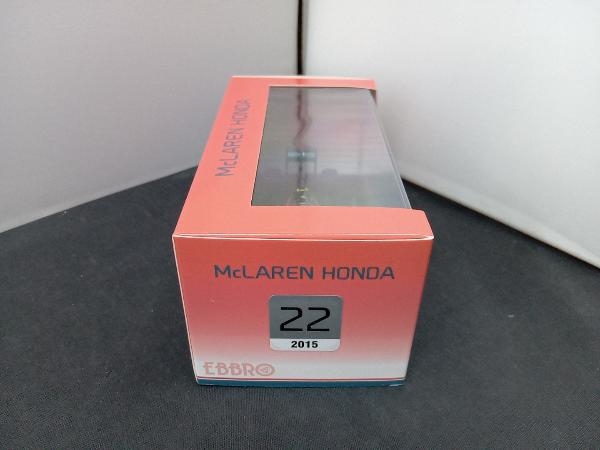 McLAREN HONDA
McLAREN HONDA
22
2015
EBBRO